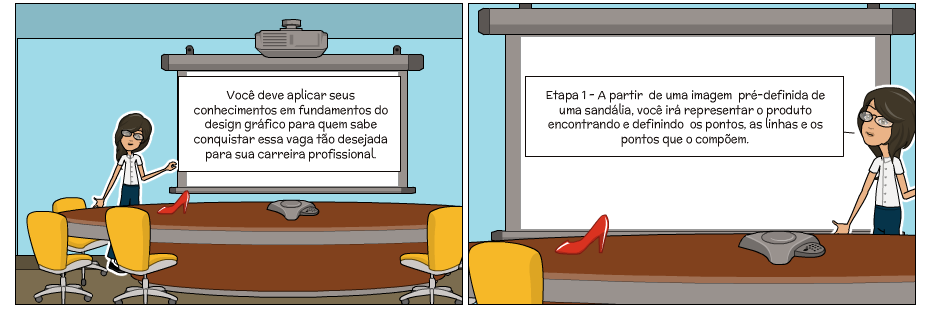 Você deve aplicar seus
conhecimentos em fundamentos do
design gráfico para quem sabe
conquistar essa vaga tão desejada
para sua carreira profissional.
Etapa 1 - A partir de uma imagem pré-definida de
uma sandália, você irá representar o produto
encontrando e definindo os pontos, as linhas e os
pontos que o compõem.